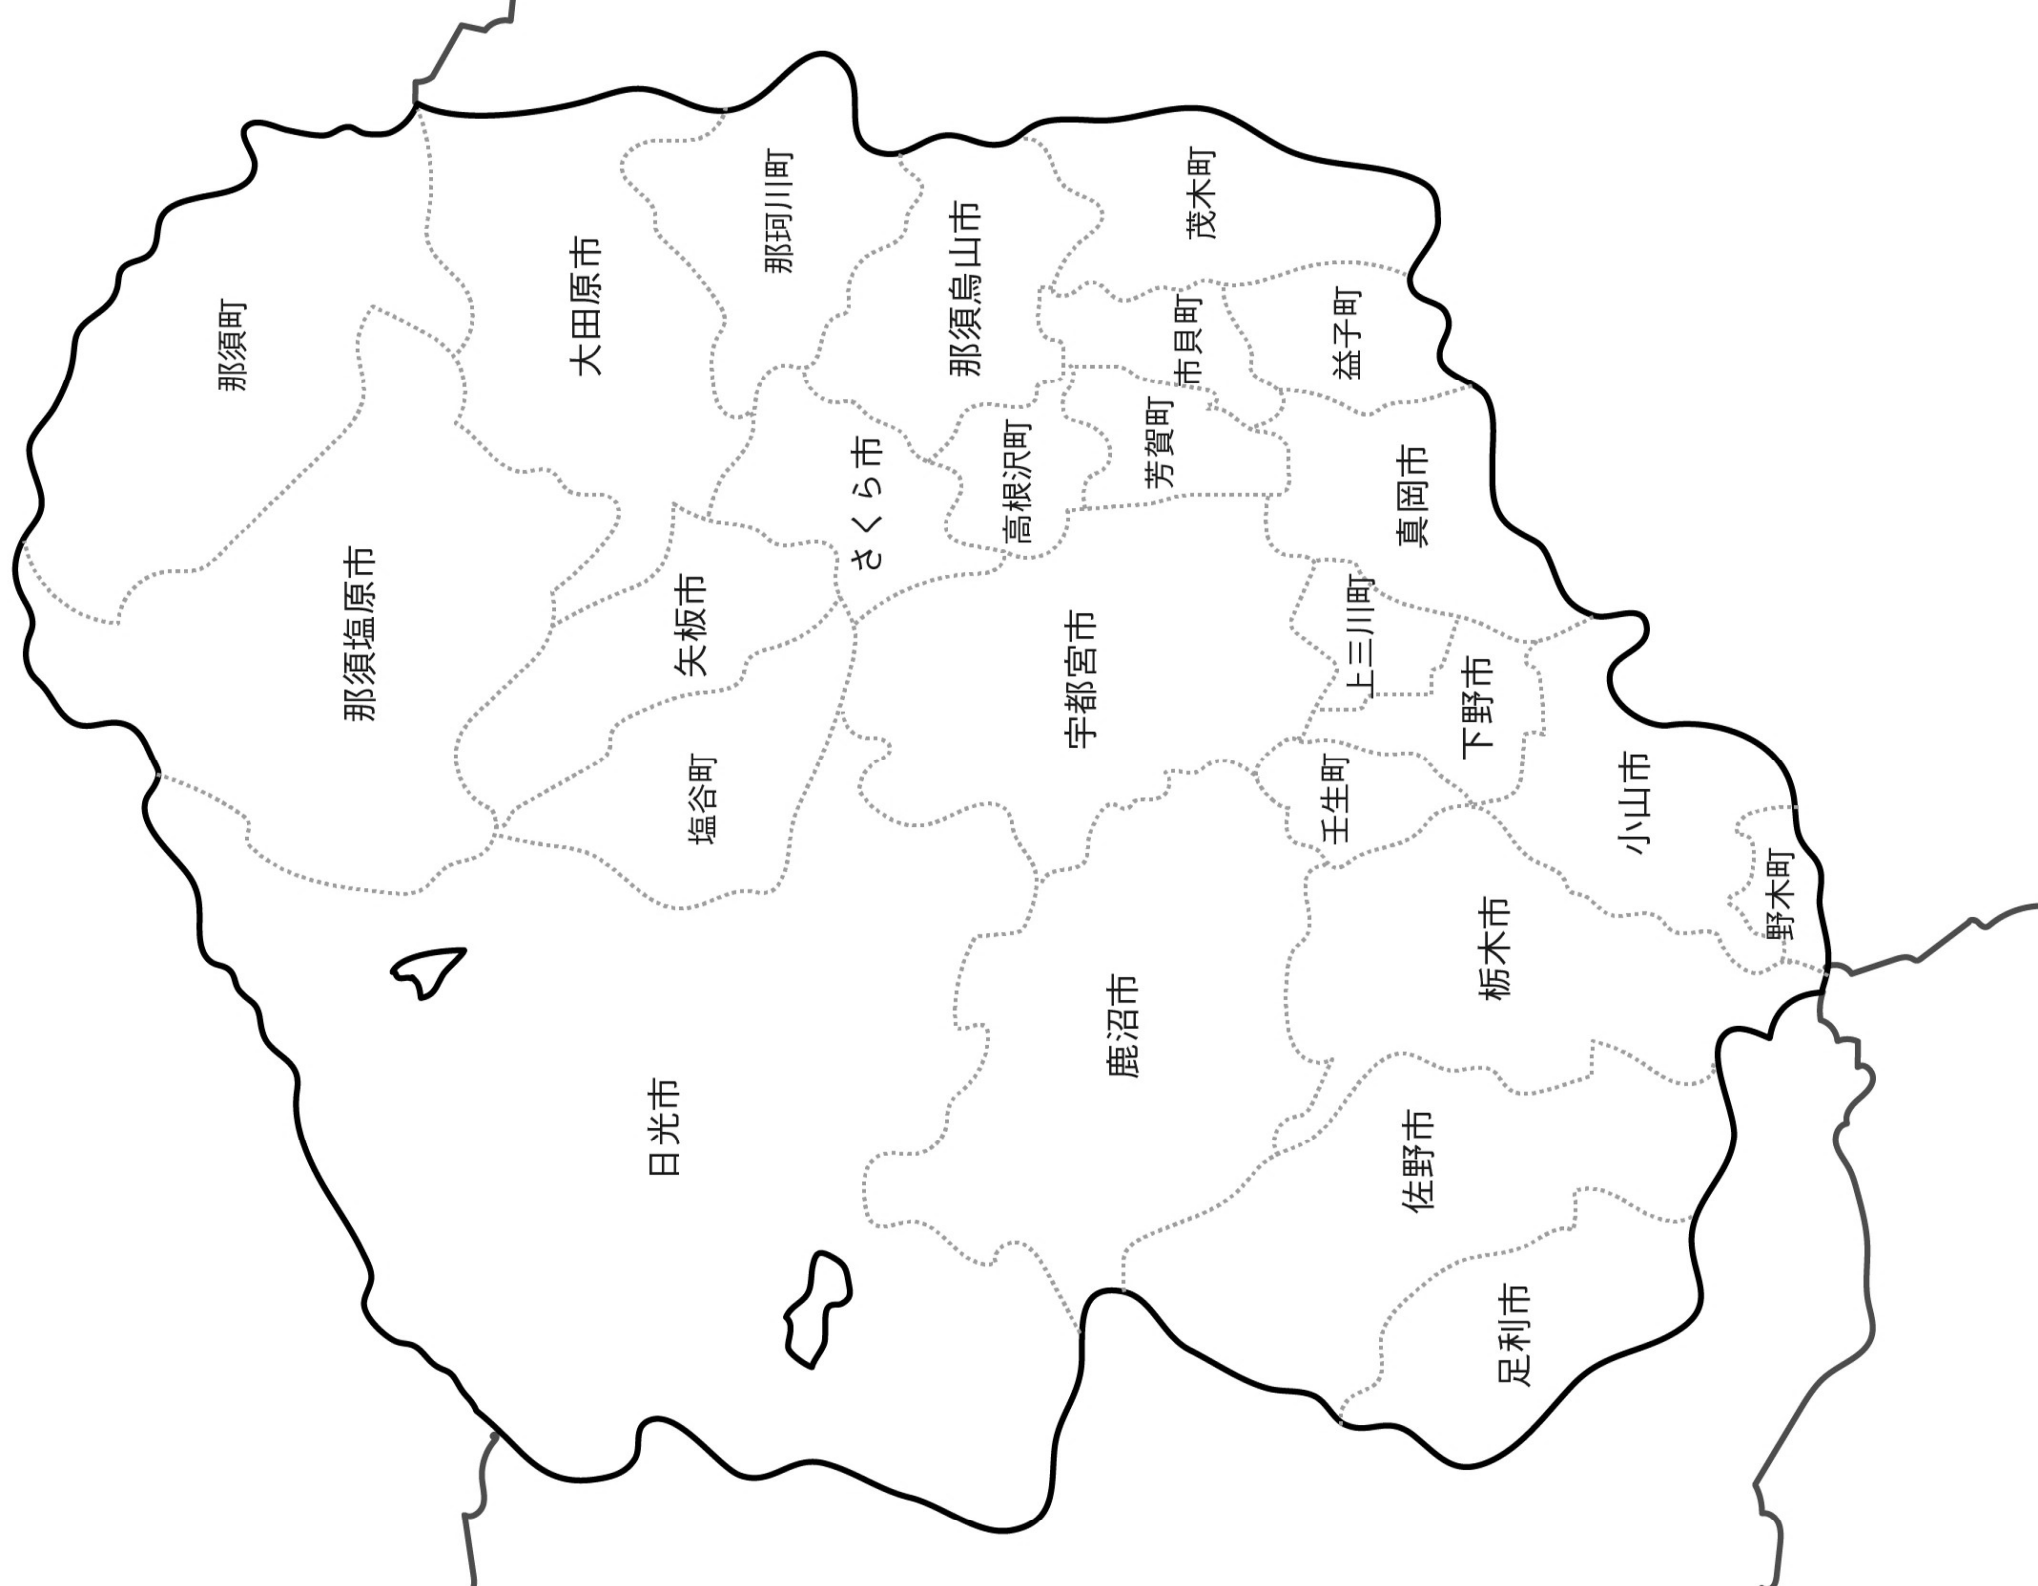 那須町
那須塩原市
大田原市
那珂川町
矢板市
塩谷町
さくら市
那須烏山市
高根沢町
日光市
宇都宮市
茂木町
市貝町
芳賀町
益子町
真岡市
上三川町
鹿沼市
壬生町
下野市
栃木市
小山市
野木町
佐野市
足利市